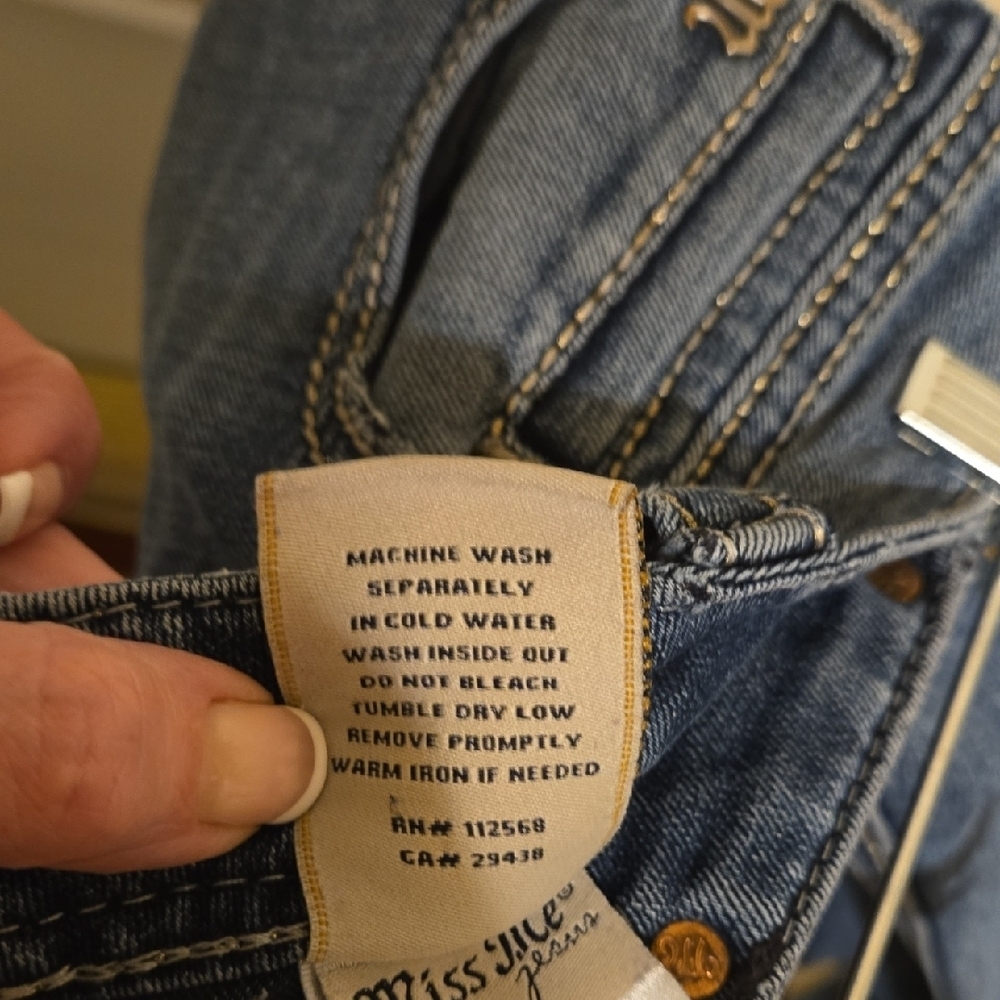 MACHINE WASH
SEPARATELY
IN COLD WATER
WASH INSIDE OUT
DO NOT BLEACH
TUMBLE DRY LOW
REMOVE PROMPTLY
WARM IRON IF NEEDED
RN# 112568
CA# 29438
Miss Me®
jeans
M